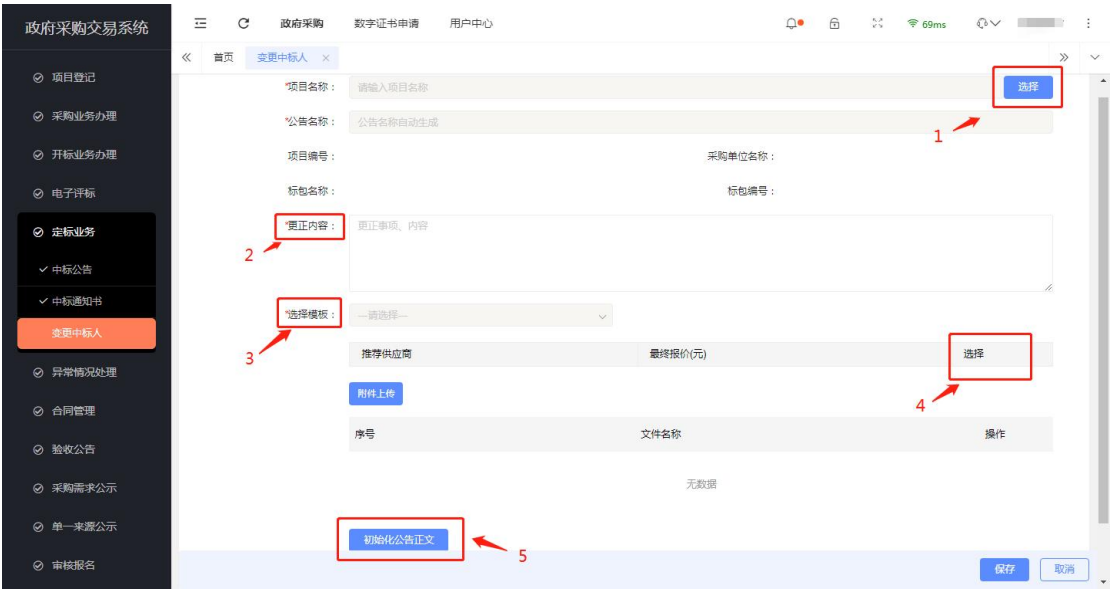 政府采购交易系统
政府采购 数字证书申请 用户中心 69ms
首页 变更中标人 ×
项目登记
采购业务办理
开标业务办理
电子评标
定标业务
中标公告
中标通知书
变更中标人
异常情况处理
合同管理
验收公告
采购需求公示
单一来源公示
审核报名
*项目名称： 请输入项目名称 选择
1
*公告名称： 公告名称自动生成
项目编号： 采购单位名称：
标包名称： 标包编号：
*更正内容： 更正事项、内容
2
*选择模板： —请选择—
3
推荐供应商 最终报价(元) 选择
4
附件上传
序号 文件名称 操作
无数据
初始化公告正文
5
保存 取消